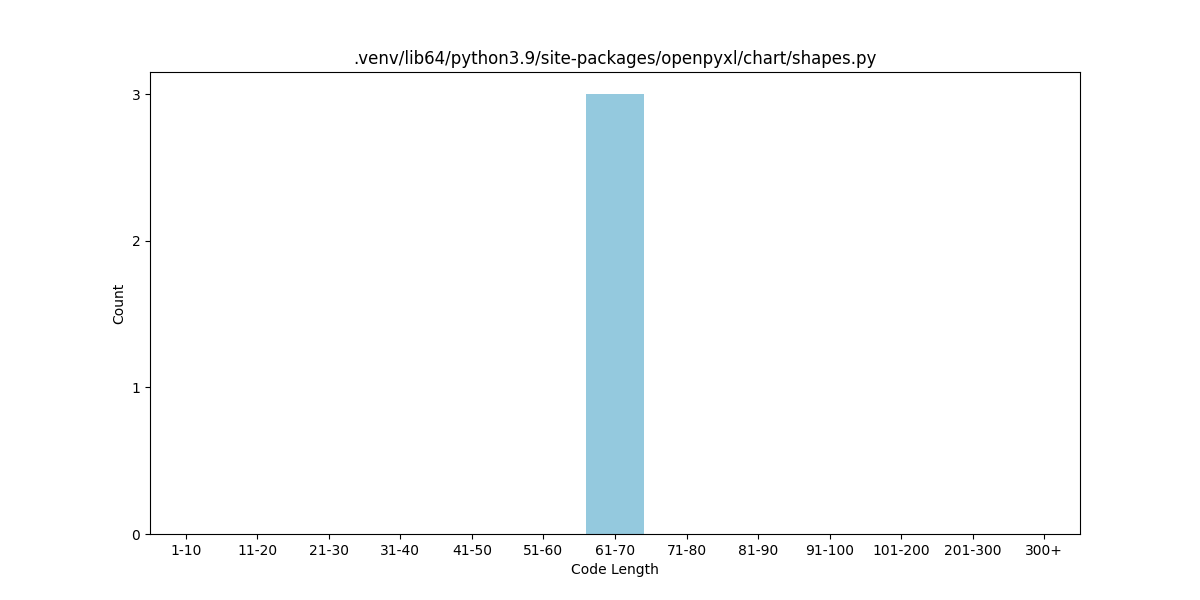 .venv/lib64/python3.9/site-packages/openpyxl/chart/shapes.py
3
2
1
0
Count
1-10 11-20 21-30 31-40 41-50 51-60 61-70 71-80 81-90 91-100 101-200 201-300 300+
Code Length